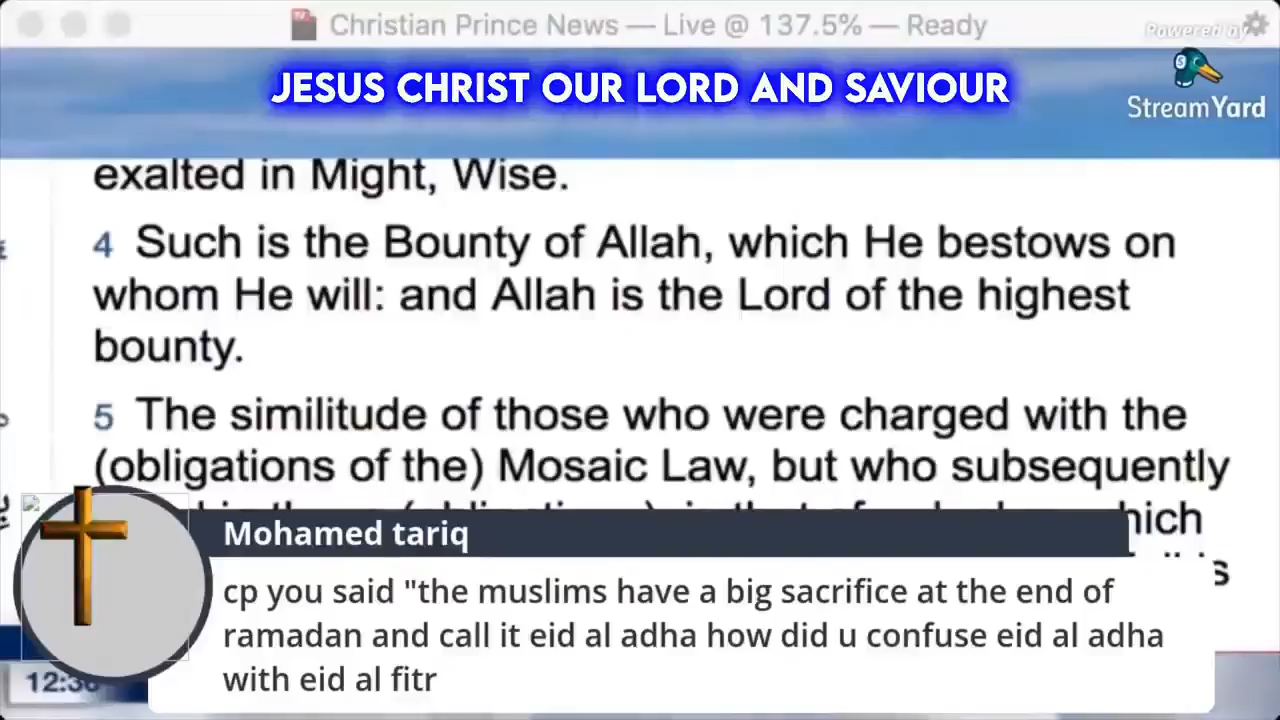 Christian Prince News — Live @ 137.5% — Ready
Powered by
JESUS CHRIST OUR LORD AND SAVIOUR
StreamYard
exalted in Might, Wise.
4 Such is the Bounty of Allah, which He bestows on
whom He will: and Allah is the Lord of the highest
bounty.
5 The similitude of those who were charged with the
(obligations of the) Mosaic Law, but who subsequently
Mohamed tariq
cp you said "the muslims have a big sacrifice at the end of
ramadan and call it eid al adha how did u confuse eid al adha
with eid al fitr